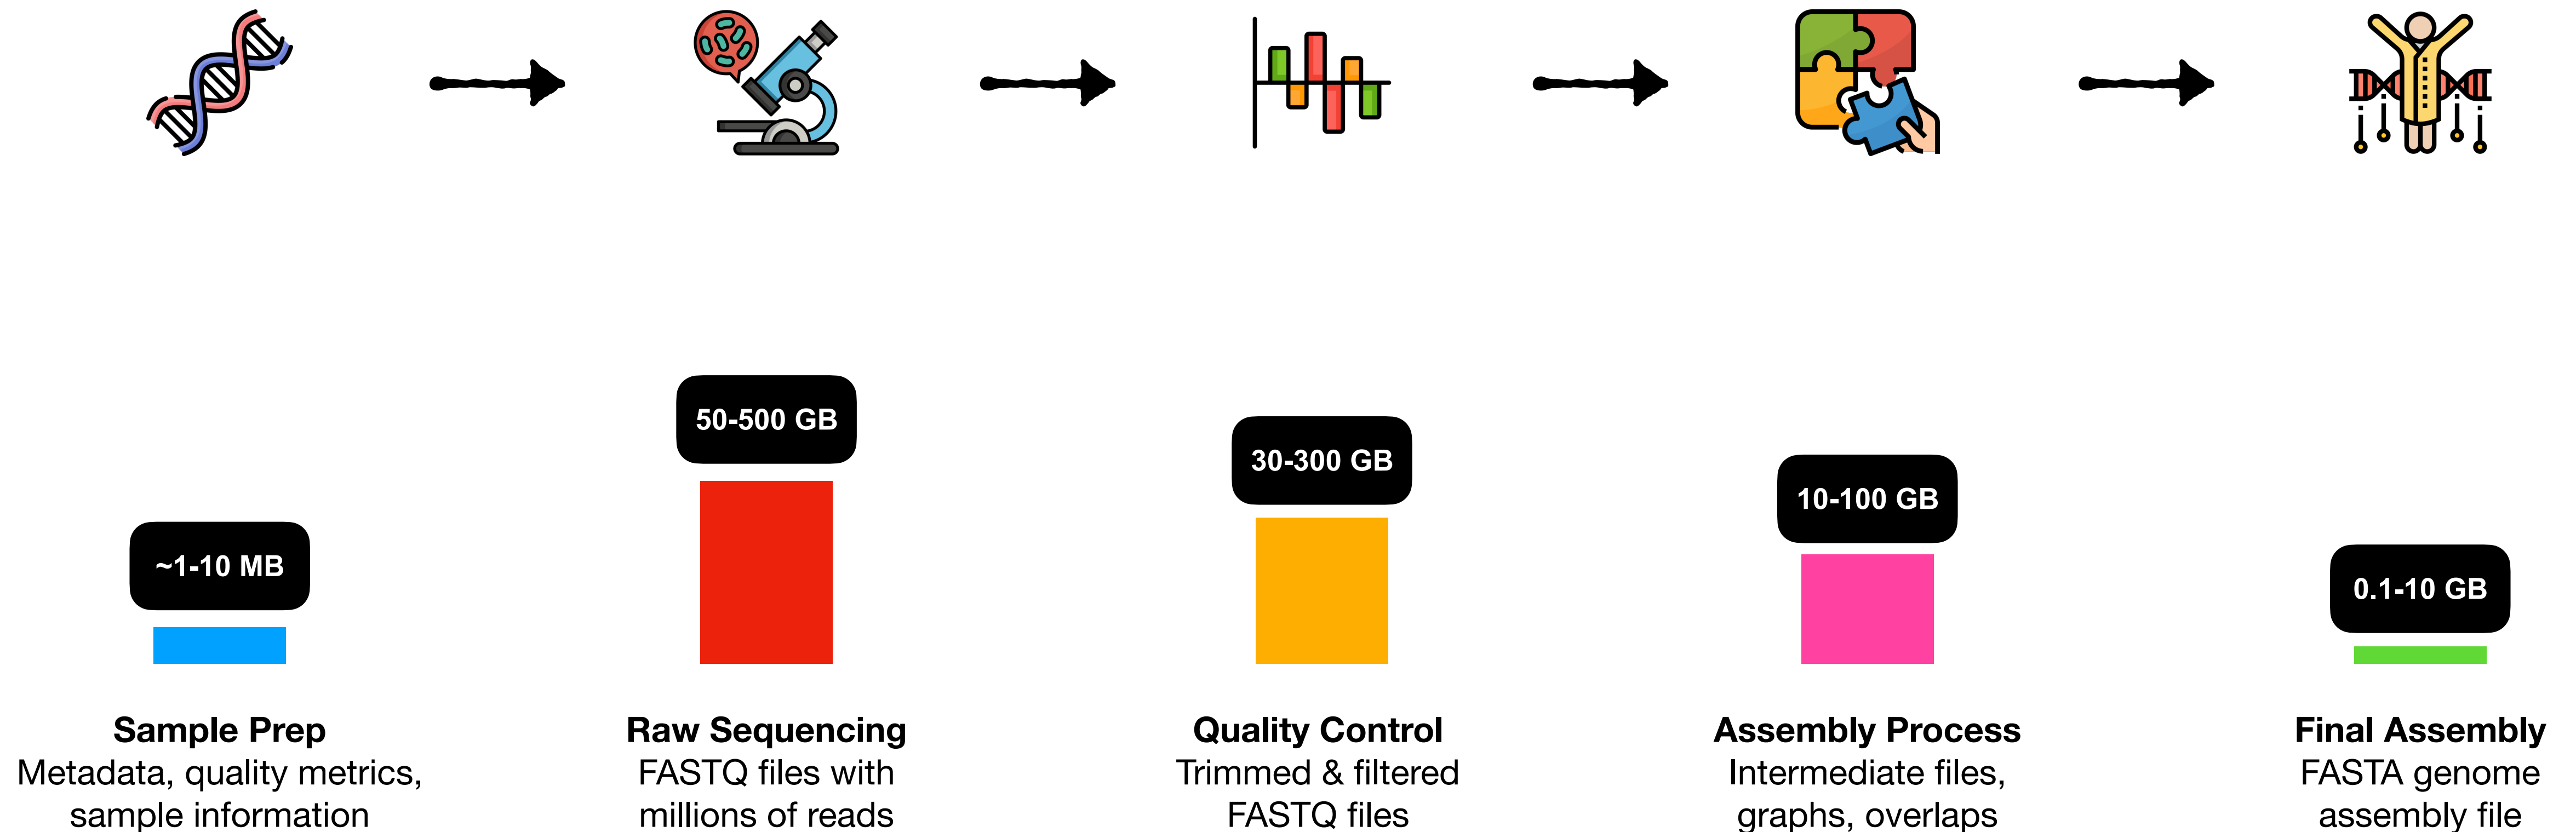 ~1-10 MB
50-500 GB
30-300 GB
10-100 GB
0.1-10 GB
Sample Prep
Metadata, quality metrics,
sample information
Raw Sequencing
FASTQ files with
millions of reads
Quality Control
Trimmed & filtered
FASTQ files
Assembly Process
Intermediate files,
graphs, overlaps
Final Assembly
FASTA genome
assembly file